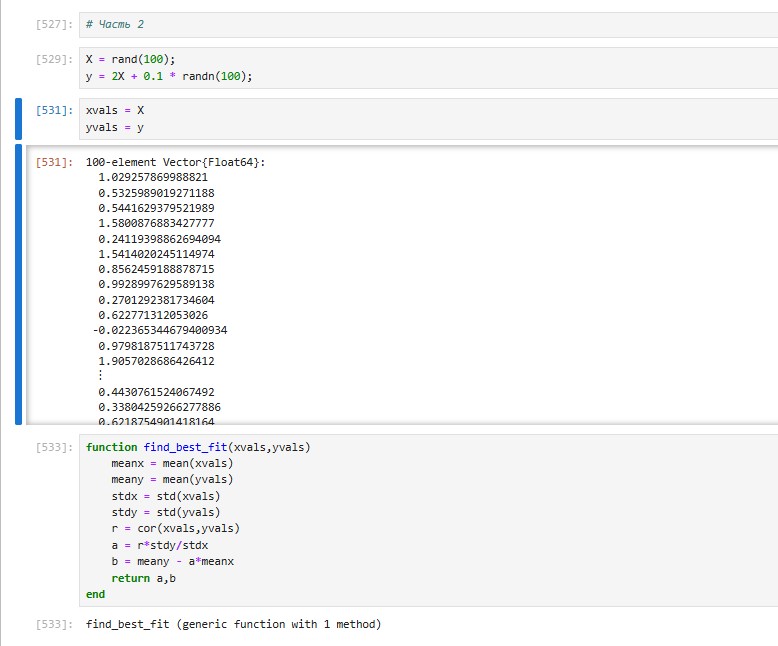 [527]: # Часть 2
[529]: X = rand(100);
y = 2X + 0.1 * randn(100);
[531]: xvals = X
yvals = y
[531]: 100-element Vector{Float64}:
1.029257869988821
0.5325989019271188
0.5441629379521989
1.5800876883427777
0.24119398862694094
1.5414020245114974
0.8562459188878715
0.9928997629589138
0.2701292381734604
0.622771312053026
-0.022365344679400934
0.9798187511743728
1.9057028686426412
⋮
0.4430761524067492
0.33804259266277886
0.6218754901418164
[533]: function find_best_fit(xvals,yvals)
meanx = mean(xvals)
meany = mean(yvals)
stdx = std(xvals)
stdy = std(yvals)
r = cor(xvals,yvals)
a = r*stdy/stdx
b = meany - a*meanx
return a,b
end
[533]: find_best_fit (generic function with 1 method)